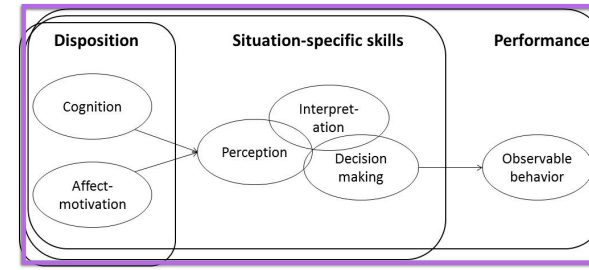 Disposition
Situation-specific skills
Performance
Cognition
Affect-
motivation
Perception
Interpret-
ation
Decision
making
Observable
behavior